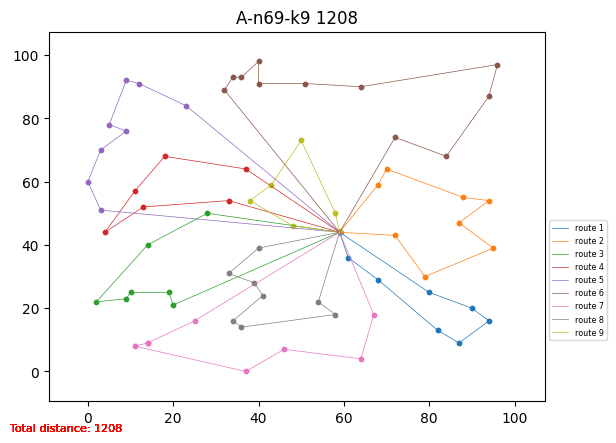 A-n69-k9 1208
100
80
60
40
20
0
0 20 40 60 80 100
route 1
route 2
route 3
route 4
route 5
route 6
route 7
route 8
route 9
Total distance: 1208